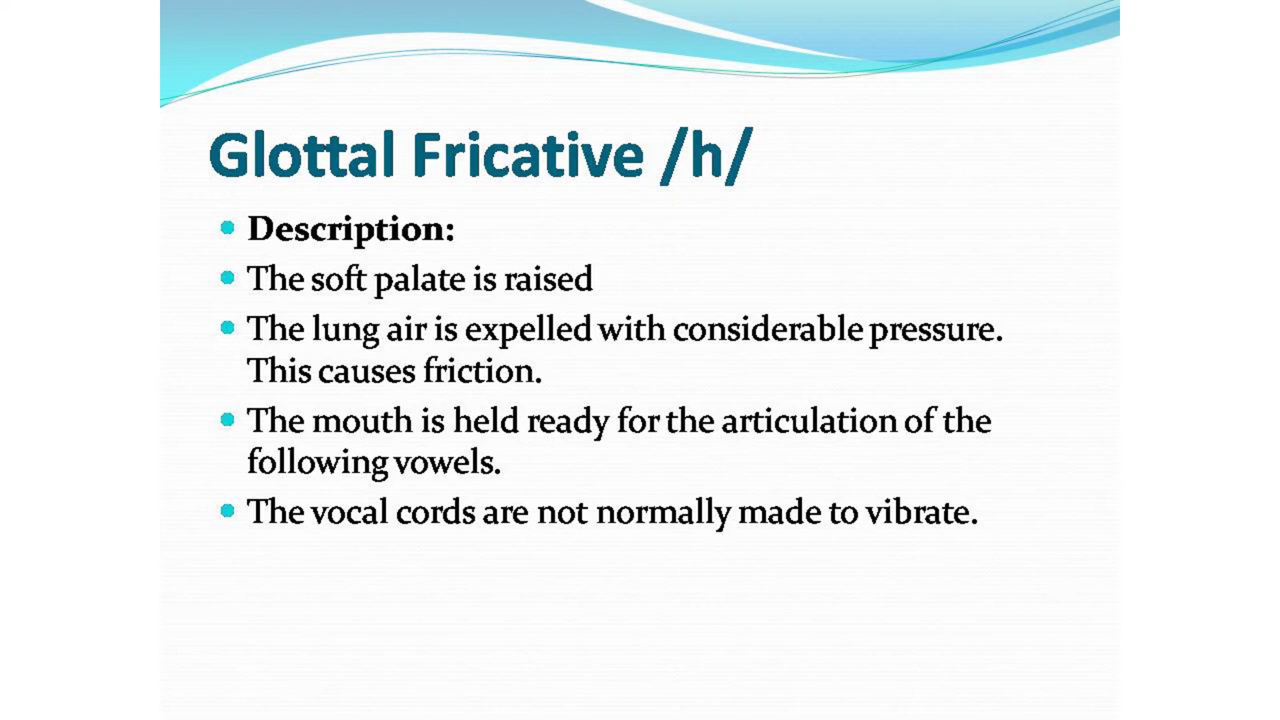 Glottal Fricative /h/
Description:
The soft palate is raised
The lung air is expelled with considerable pressure.
This causes friction.
The mouth is held ready for the articulation of the
following vowels.
The vocal cords are not normally made to vibrate.